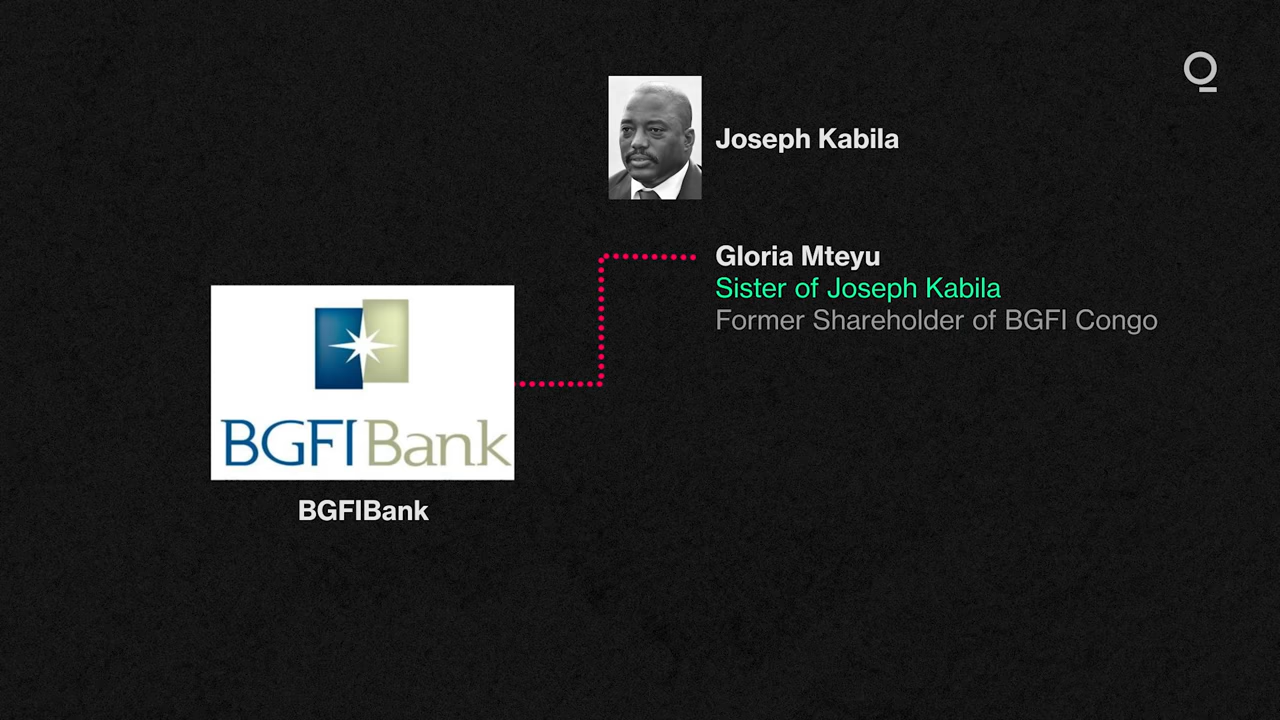 Joseph Kabila
Gloria Mteyu
Sister of Joseph Kabila
Former Shareholder of BGFI Congo
BGFIBank
BGFIBank